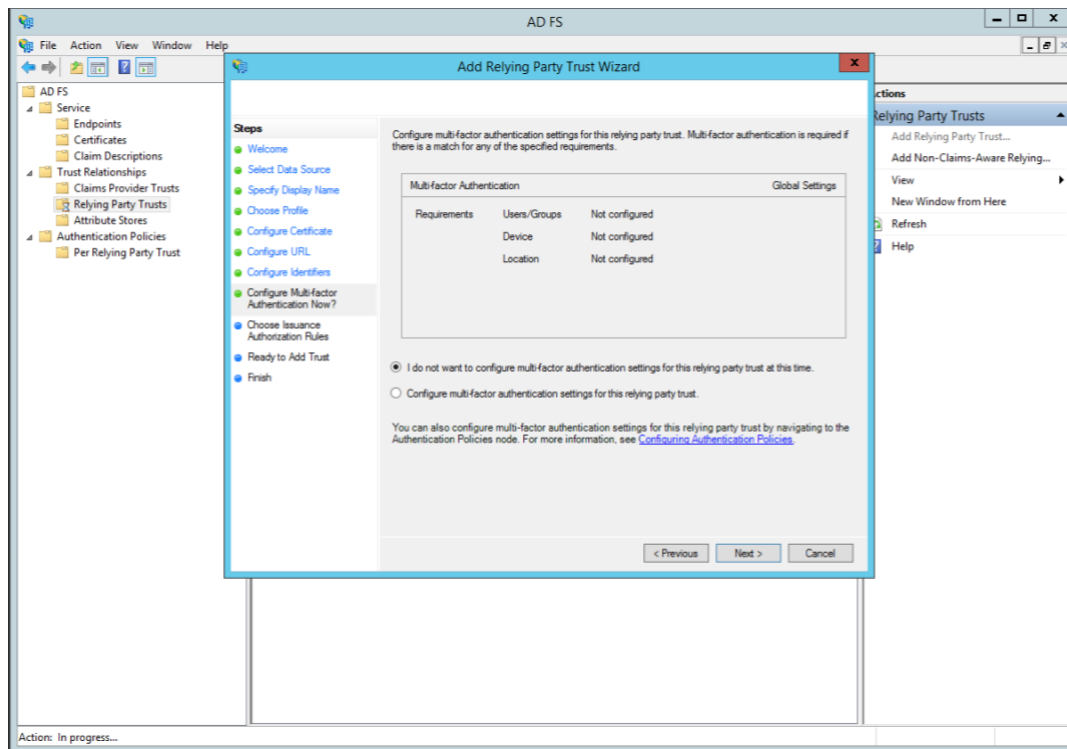 AD FS
File Action View Window Help
AD FS
Service
Endpoints
Certificates
Claim Descriptions
Trust Relationships
Claims Provider Trusts
Relying Party Trusts
Attribute Stores
Authentication Policies
Per Relying Party Trust
Add Relying Party Trust Wizard
X
Steps
Welcome
Select Data Source
Specify Display Name
Choose Profile
Configure Certificate
Configure URL
Configure Identifiers
Configure Multi-factor
Authentication Now?
Choose Issuance
Authorization Rules
Ready to Add Trust
Finish
Configure multi-factor authentication settings for this relying party trust. Multi-factor authentication is required if
there is a match for any of the specified requirements.
Multi-factor Authentication Global Settings
Requirements Users/Groups Not configured
Device Not configured
Location Not configured
I do not want to configure multi-factor authentication settings for this relying party trust at this time.
Configure multi-factor authentication settings for this relying party trust.
You can also configure multi-factor authentication settings for this relying party trust by navigating to the
Authentication Policies node. For more information, see Configuring Authentication Policies.
< Previous Next > Cancel
ctions
Relying Party Trusts
Add Relying Party Trust...
Add Non-Claims-Aware Relying...
View
New Window from Here
Refresh
Help
Action: In progress...